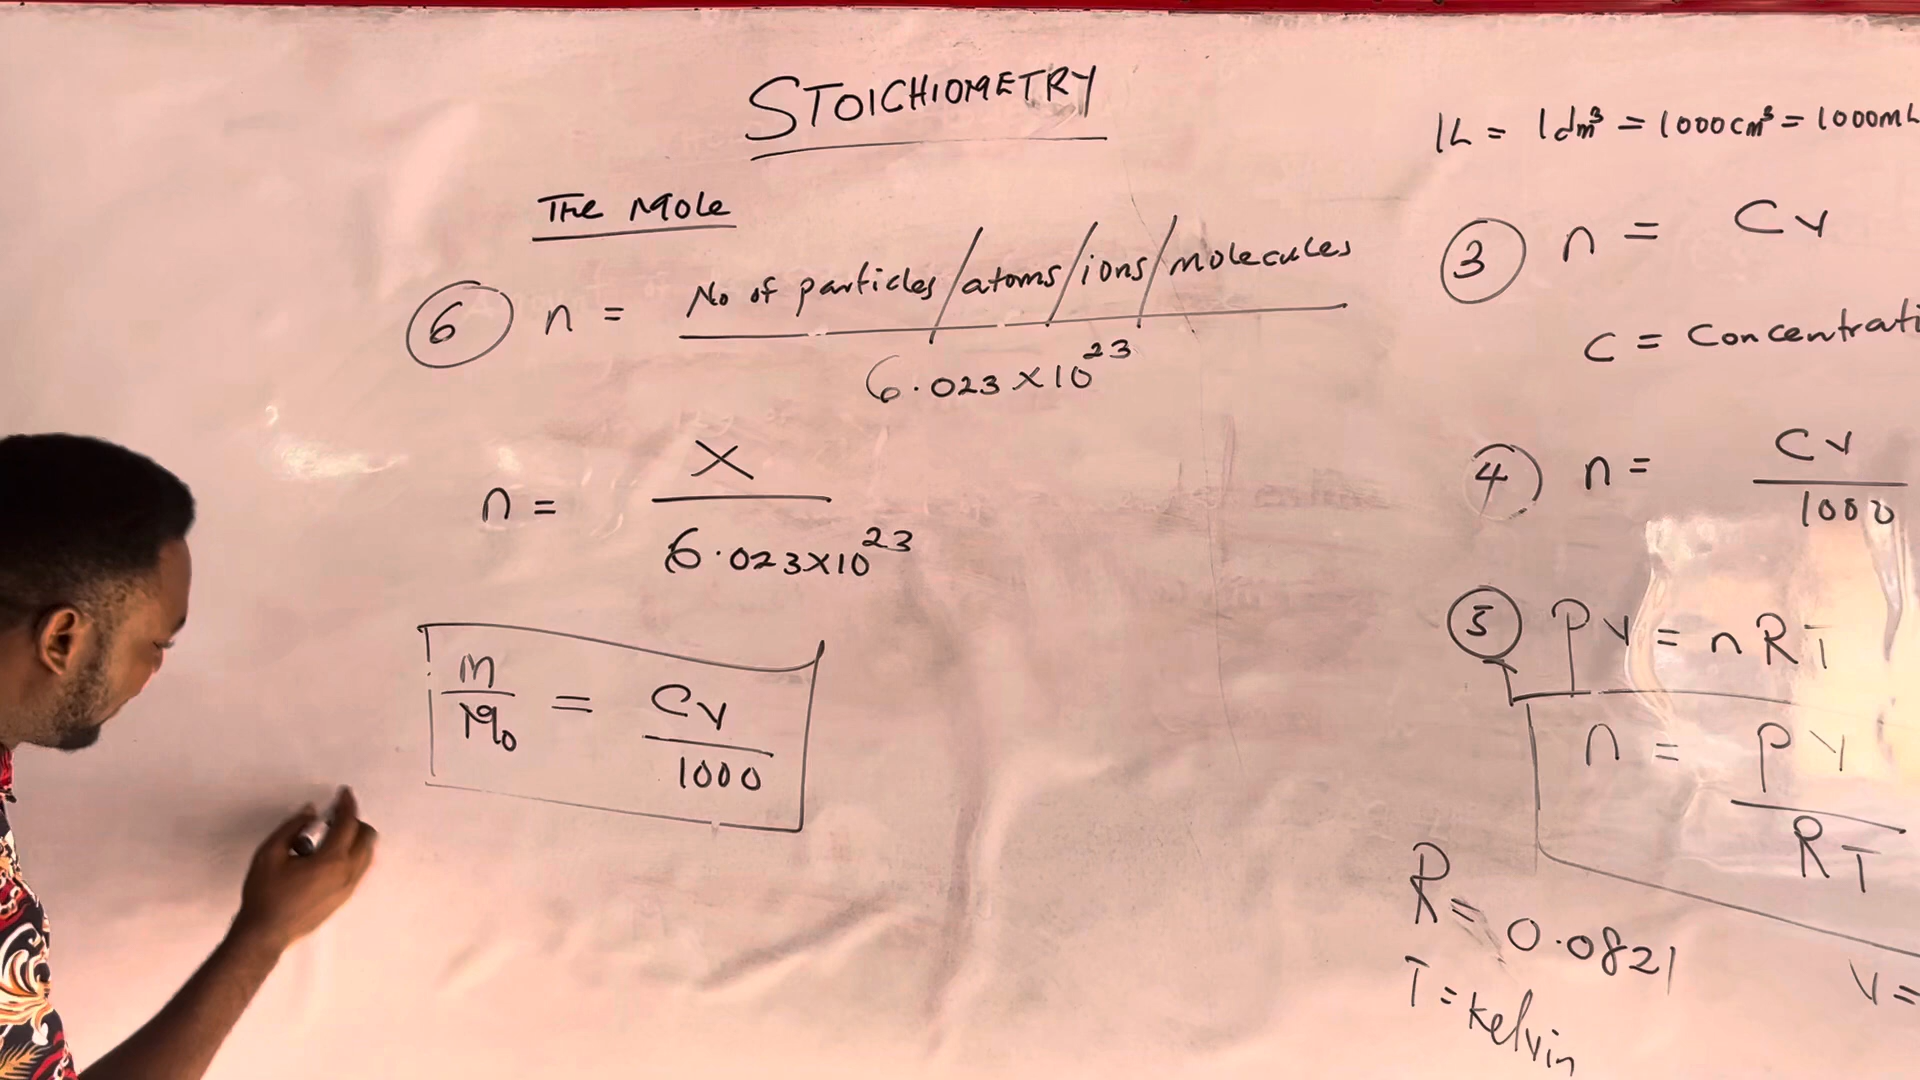 STOICHIOMETRY
The Mole
⑥ n = No of particles/atoms/ions/molecules
6.023×10²³
n = X
6.023×10²³
m/M₀ = Cv/1000
1L = 1dm³ = 1000cm³ = 1000mL
③ n = Cv
C = Concentrati
④ n = Cv/1000
⑤ PV = nRT
n = PV/RT
R = 0.0821
T = Kelvin
V =